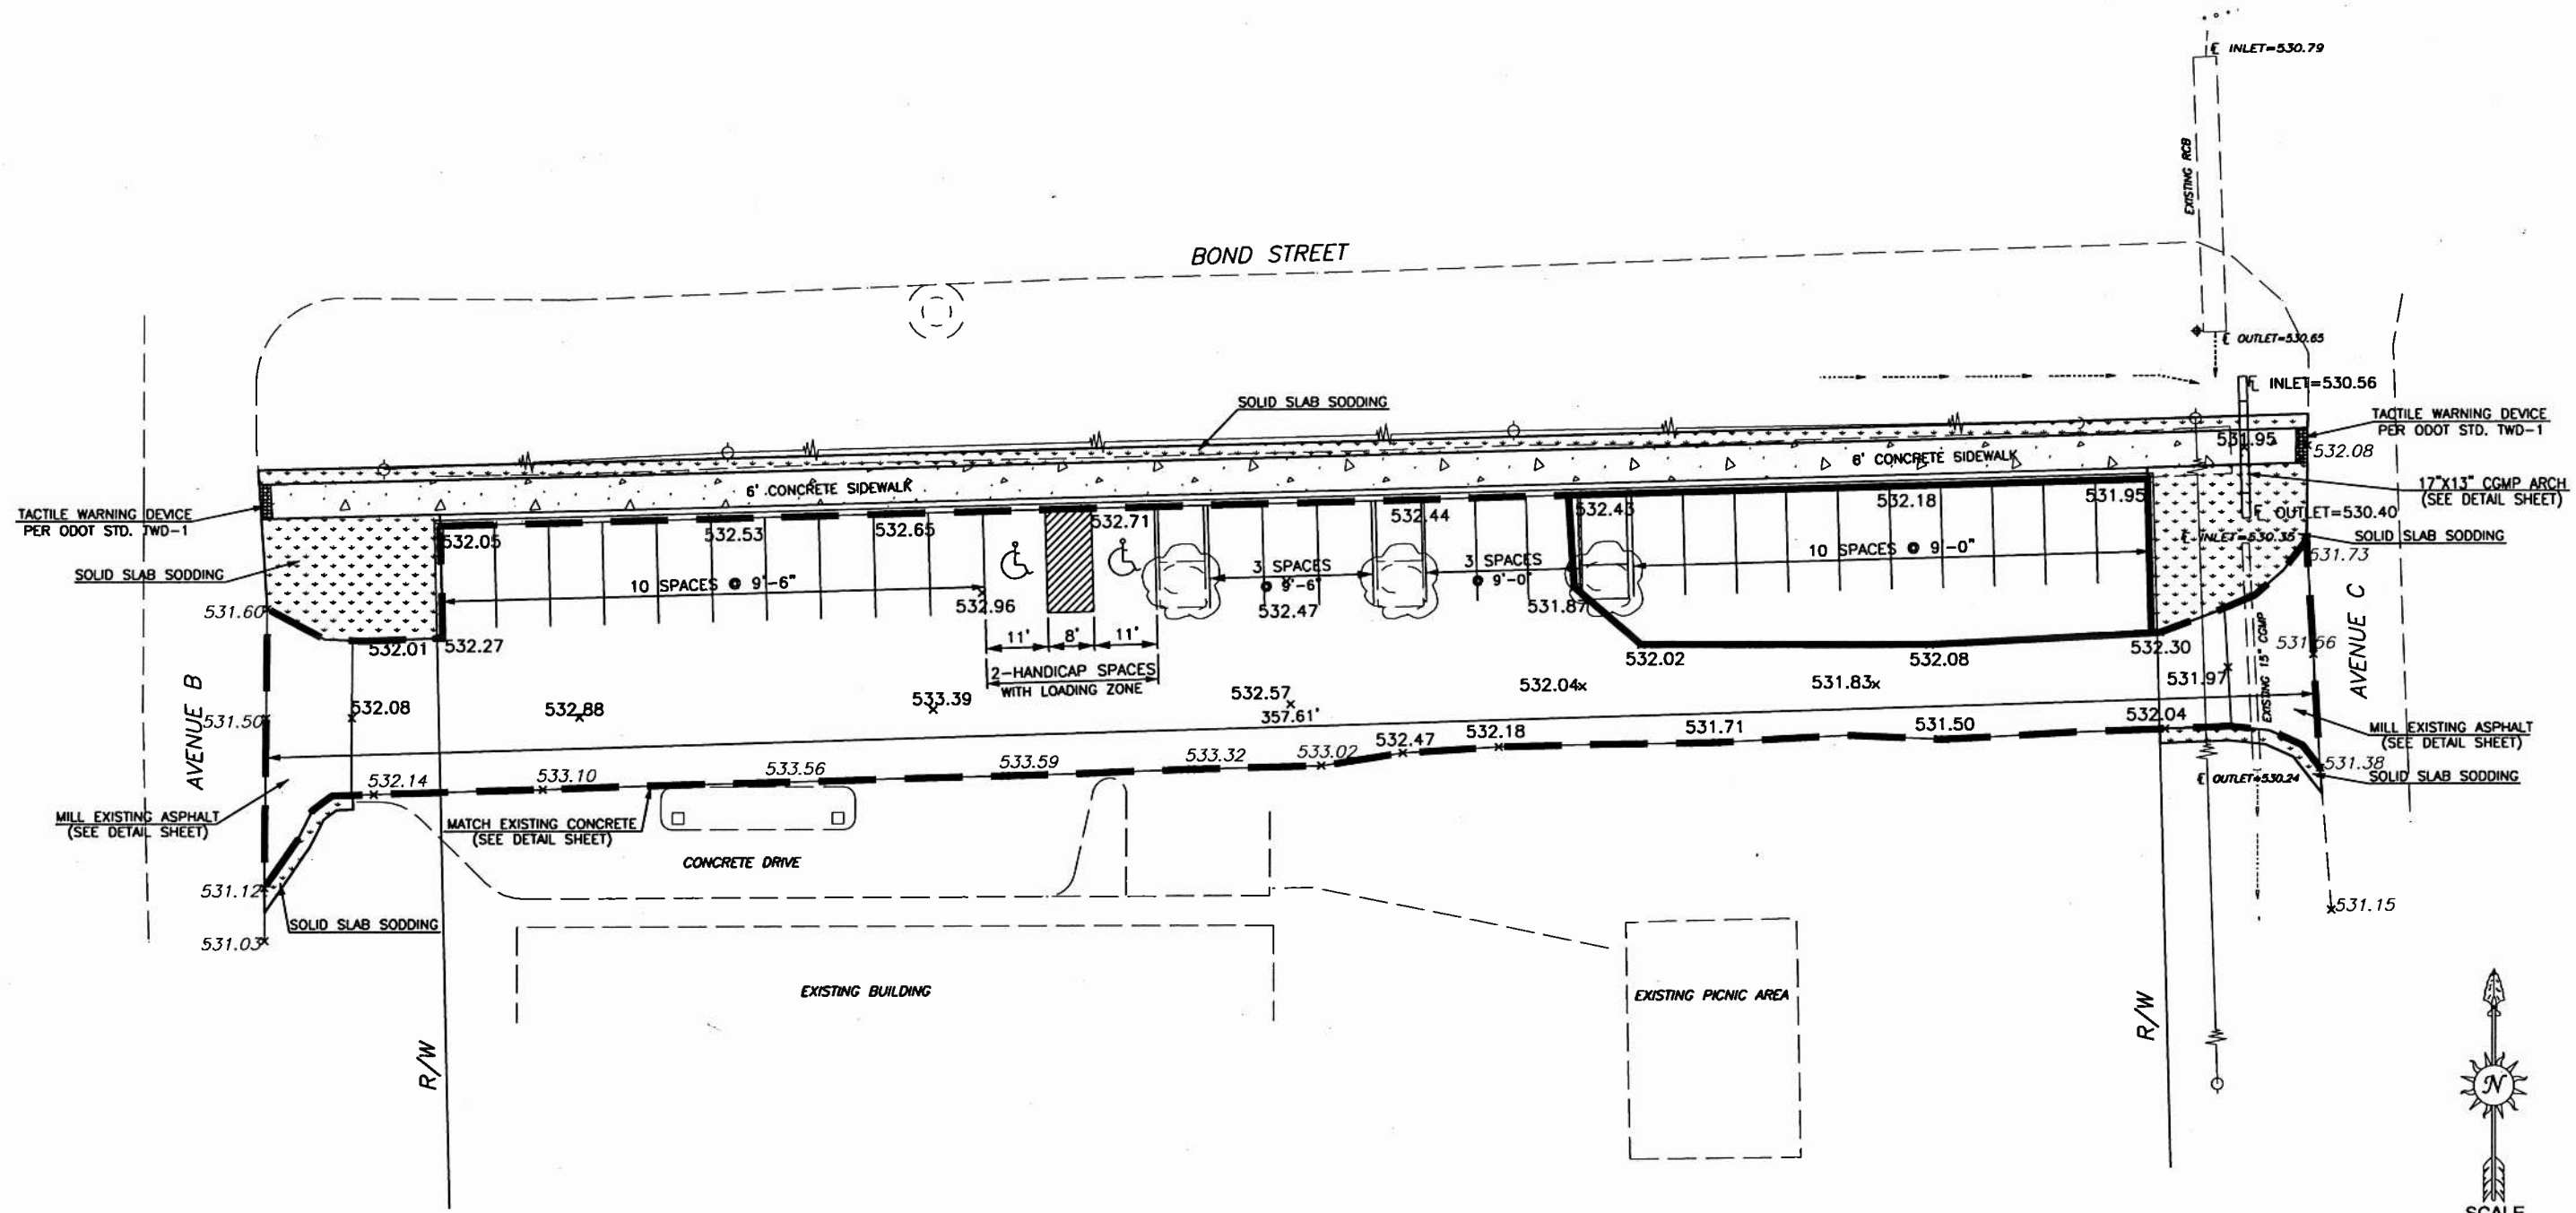 INLET=530.79
EXISTING RCB
BOND STREET
OUTLET=530.65
INLET=530.56
SOLID SLAB SODDING
TACTILE WARNING DEVICE
PER ODOT STD. TWD-1
531.95
532.08
6' CONCRETE SIDEWALK
6' CONCRETE SIDEWALK
17"X13" CGMP ARCH
(SEE DETAIL SHEET)
TACTILE WARNING DEVICE
PER ODOT STD. TWD-1
532.05
532.53
532.65
532.71
532.44
532.43
532.18
531.95
OUTLET=530.40
INLET=530.35
SOLID SLAB SODDING
531.73
SOLID SLAB SODDING
10 SPACES @ 9'-6"
3 SPACES
@ 9'-6"
3 SPACES
@ 9'-0"
10 SPACES @ 9'-0"
531.60
532.96
532.47
531.87
532.01
532.27
11'
8'
11'
2-HANDICAP SPACES
WITH LOADING ZONE
532.02
532.08
532.30
531.66
AVENUE C
AVENUE B
531.50
532.08
532.88
533.39
532.57
357.61'
532.04
531.83
531.97
EXISTING 15" CGMP
532.47
532.18
531.71
531.50
532.04
MILL EXISTING ASPHALT
(SEE DETAIL SHEET)
532.14
533.10
533.56
533.59
533.32
533.02
OUTLET=530.24
531.38
SOLID SLAB SODDING
MILL EXISTING ASPHALT
(SEE DETAIL SHEET)
MATCH EXISTING CONCRETE
(SEE DETAIL SHEET)
CONCRETE DRIVE
531.12
SOLID SLAB SODDING
531.03
531.15
EXISTING BUILDING
EXISTING PICNIC AREA
R/W
R/W
N
SCALE